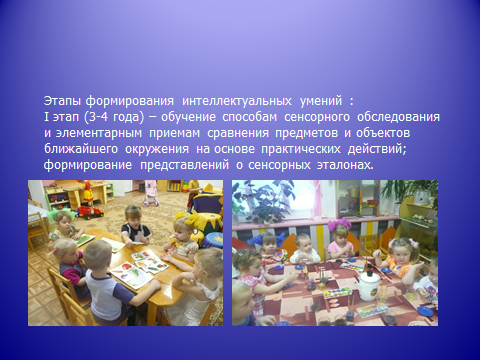 Этапы формирования интеллектуальных умений :
I этап (3-4 года) – обучение способам сенсорного обследования
и элементарным приемам сравнения предметов и объектов
ближайшего окружения на основе практических действий;
формирование представлений о сенсорных эталонах.